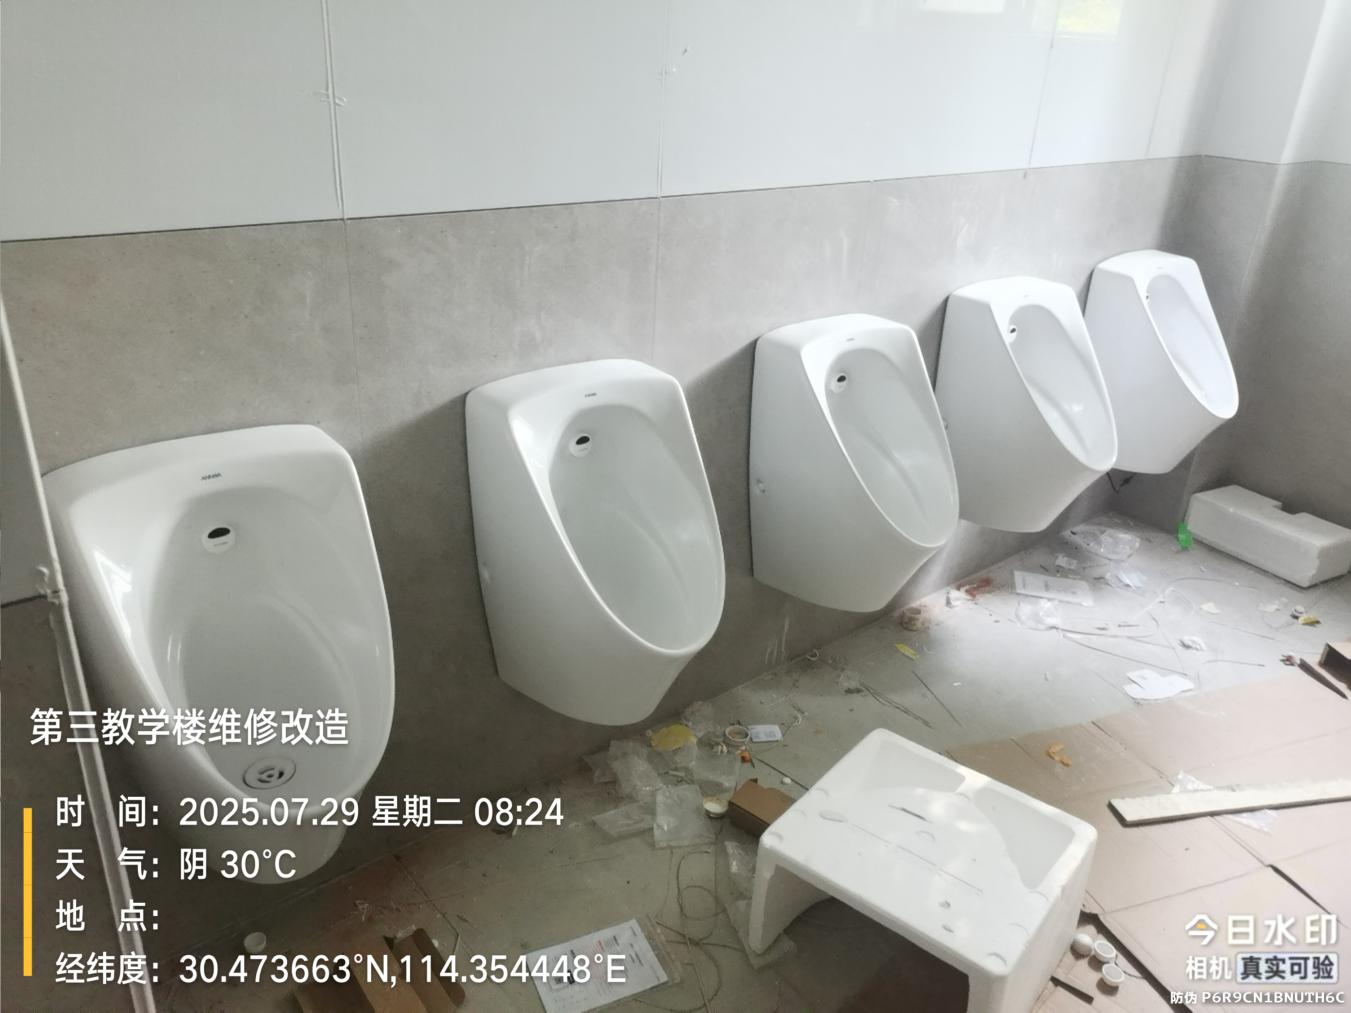 ANNWA
第三教学楼维修改造
时 间：2025.07.29 星期二 08:24
天 气：阴 30°C
地 点：
经纬度：30.473663°N,114.354448°E
今日水印
相机 真实可验
防伪 P6R9CN1BNUTH6C